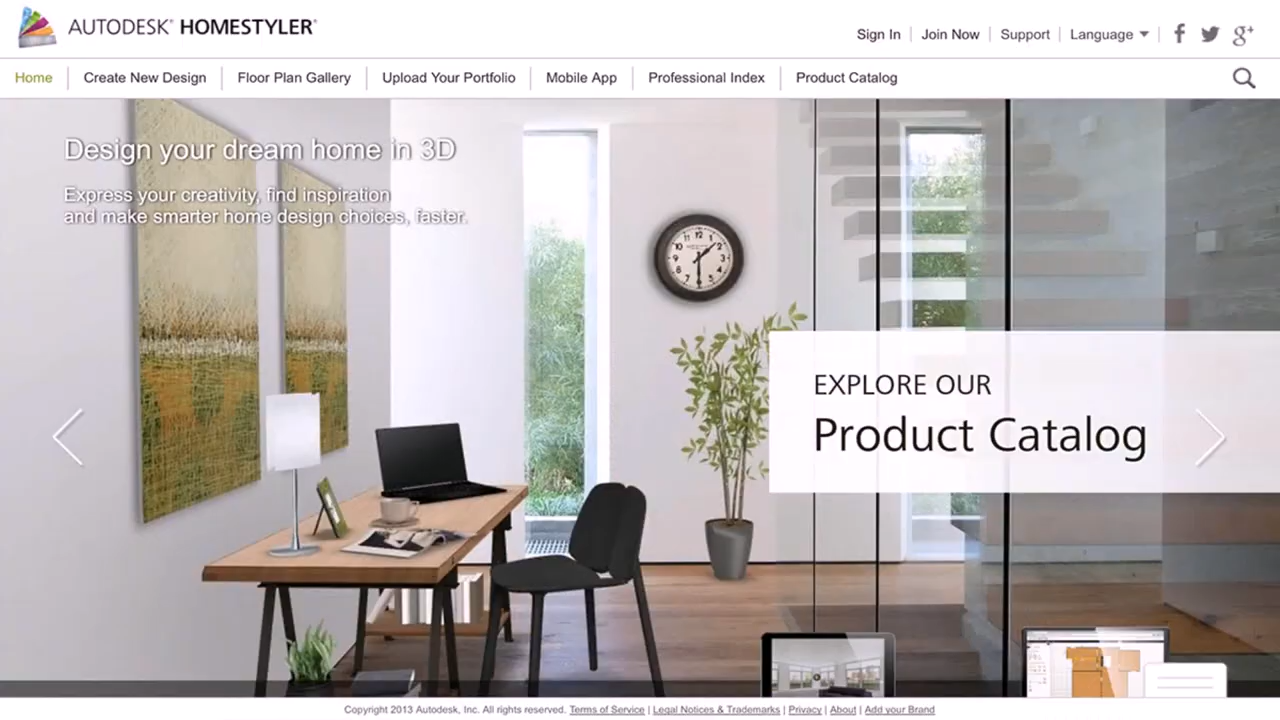 AUTODESK® HOMESTYLER®
Sign In | Join Now | Support | Language
Home | Create New Design | Floor Plan Gallery | Upload Your Portfolio | Mobile App | Professional Index | Product Catalog
Design your dream home in 3D
Express your creativity, find inspiration
and make smarter home design choices, faster.
EXPLORE OUR
Product Catalog
Copyright 2013 Autodesk, Inc. All rights reserved. Terms of Service | Legal Notices & Trademarks | Privacy | About | Add your Brand